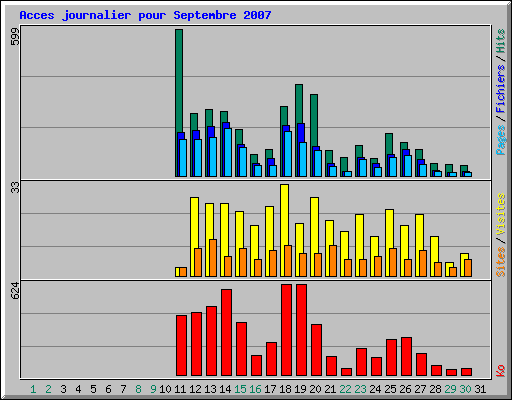 Acces journalier pour Septembre 2007
599
Pages / Fichiers / Hits
33
Sites / Visites
624
Ko
1 2 3 4 5 6 7 8 9 10 11 12 13 14 15 16 17 18 19 20 21 22 23 24 25 26 27 28 29 30 31